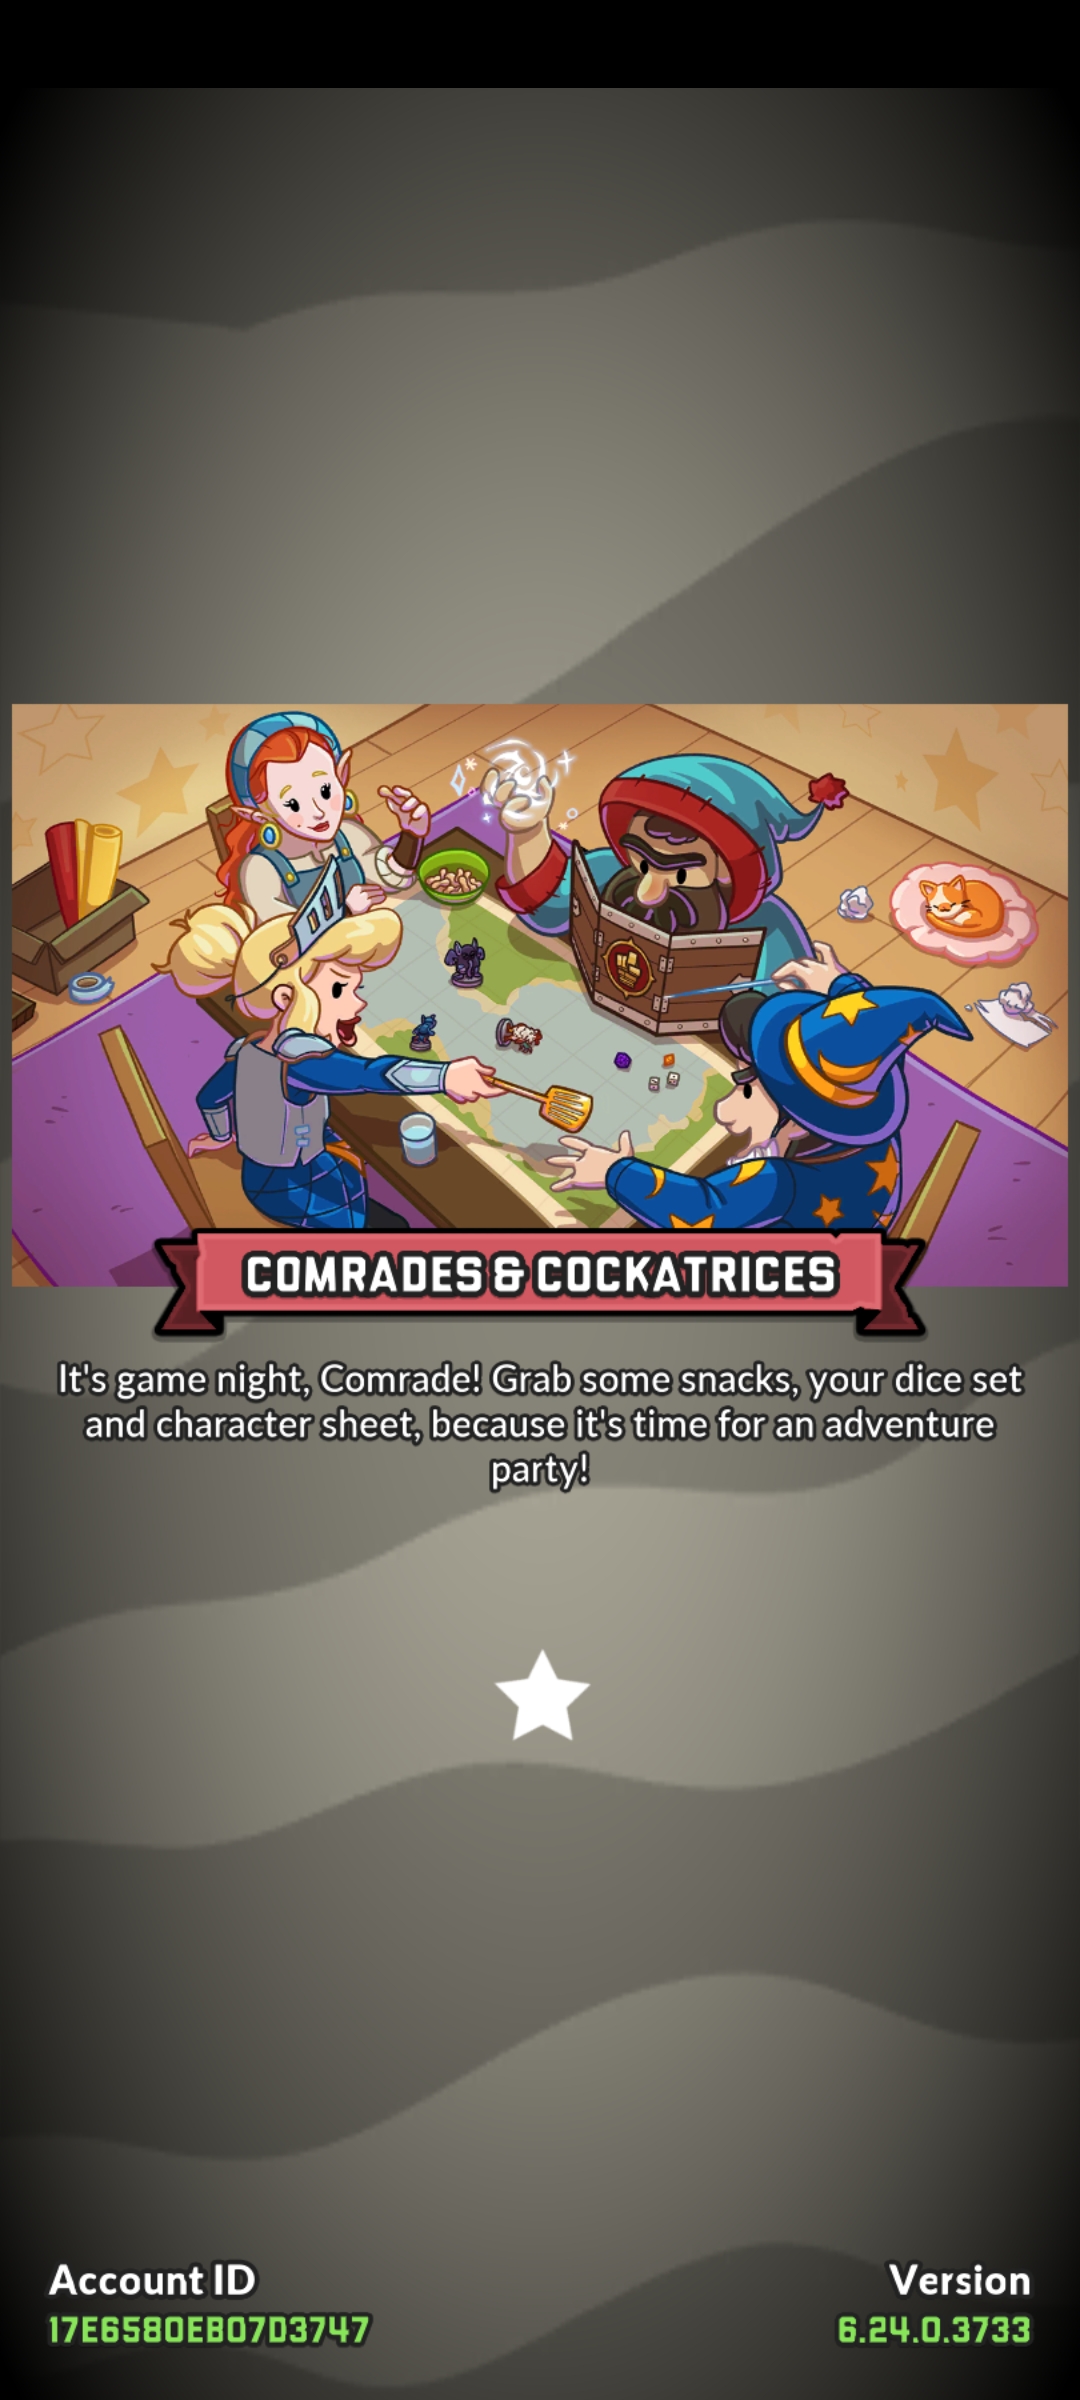 COMRADES & COCKATRICES
It's game night, Comrade! Grab some snacks, your dice set
and character sheet, because it's time for an adventure
party!
Account ID
Version
17E6580EB07D3747
6.24.0.3733